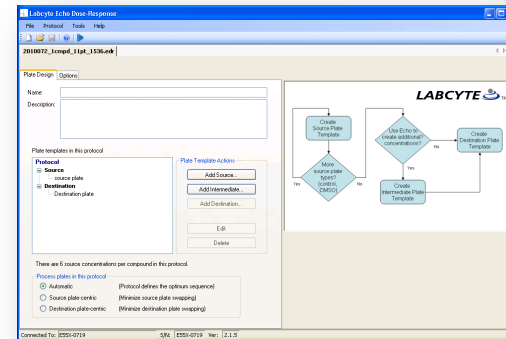 Labcyte Echo Dose-Response
File Protocol Tools Help
2010072_1cmpd_11pt_1536.edr
Plate Design Options
Name:
Description:
Plate templates in this protocol
Protocol
Source
source plate
Destination
Destination plate
Plate Template Actions
Add Source...
Add Intermediate...
Add Destination...
Edit
Delete
There are 6 source concentrations per compound in this protocol.
Process plates in this protocol
Automatic (Protocol defines the optimum sequence)
Source plate-centric (Minimize source plate swapping)
Destination plate-centric (Minimize destination plate swapping)
LABCYTE TM
Create
Source Plate
Template
More
source plate
types?
(control,
DMSO)
Yes
No
Use Echo to
create additional
concentrations?
No
Yes
Create
Intermediate Plate
Template
Create
Destination Plate
Template
Connected To: E5XX-0719 S/N: E5XX-0719 Ver: 2.1.5